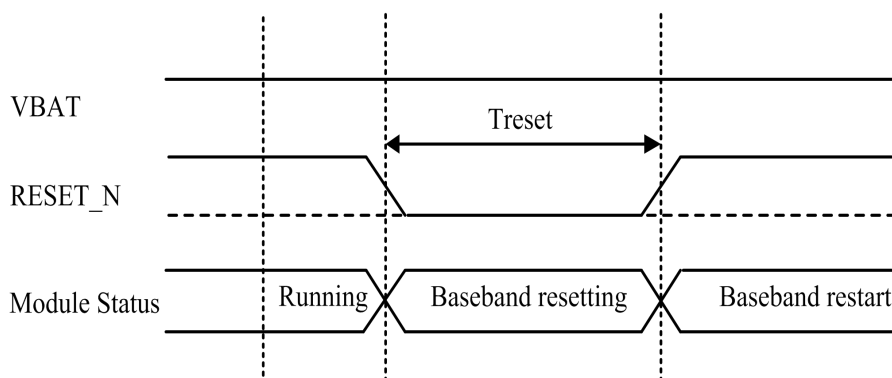 VBAT
Treset
RESET_N
Module Status
Running
Baseband resetting
Baseband restart